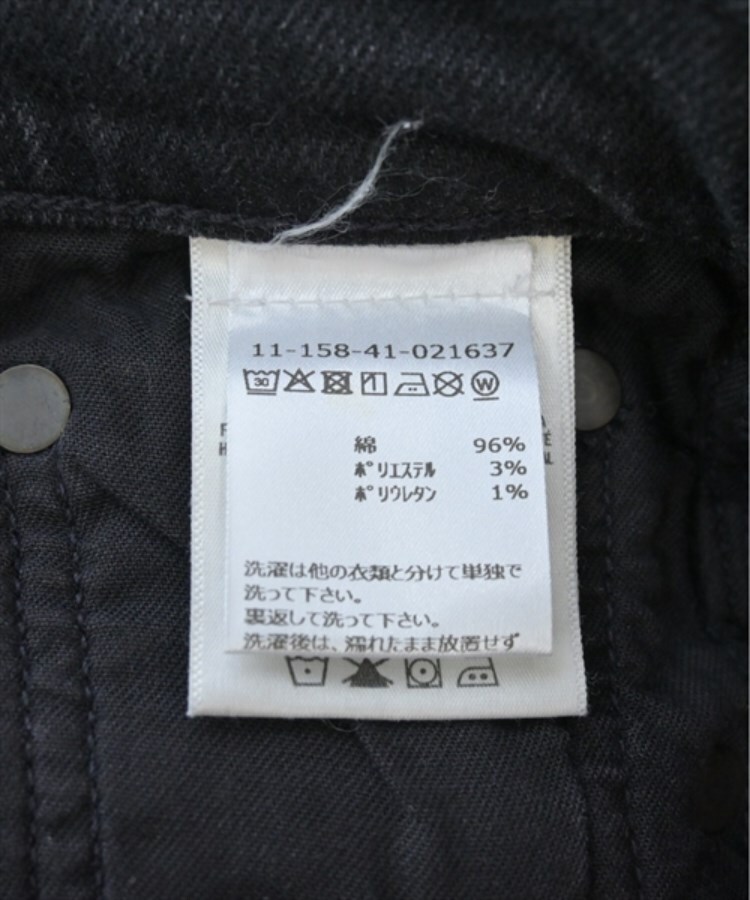 11-158-41-021637
30 1 W
綿 96%
ポリエステル 3%
ポリウレタン 1%
洗濯は他の衣類と分けて単独で
洗って下さい。
裏返して洗って下さい。
洗濯後は、濡れたまま放置せず